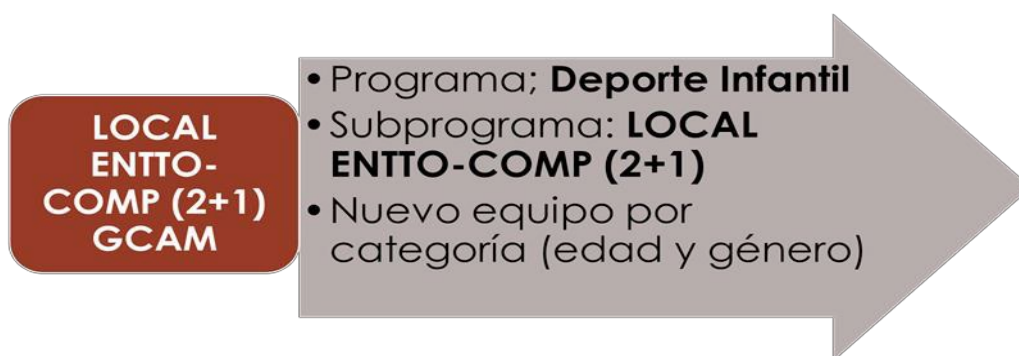 LOCAL
ENTTO-
COMP (2+1)
GCAM
• Programa; Deporte Infantil
• Subprograma: LOCAL
ENTTO-COMP (2+1)
• Nuevo equipo por
categoría (edad y género)